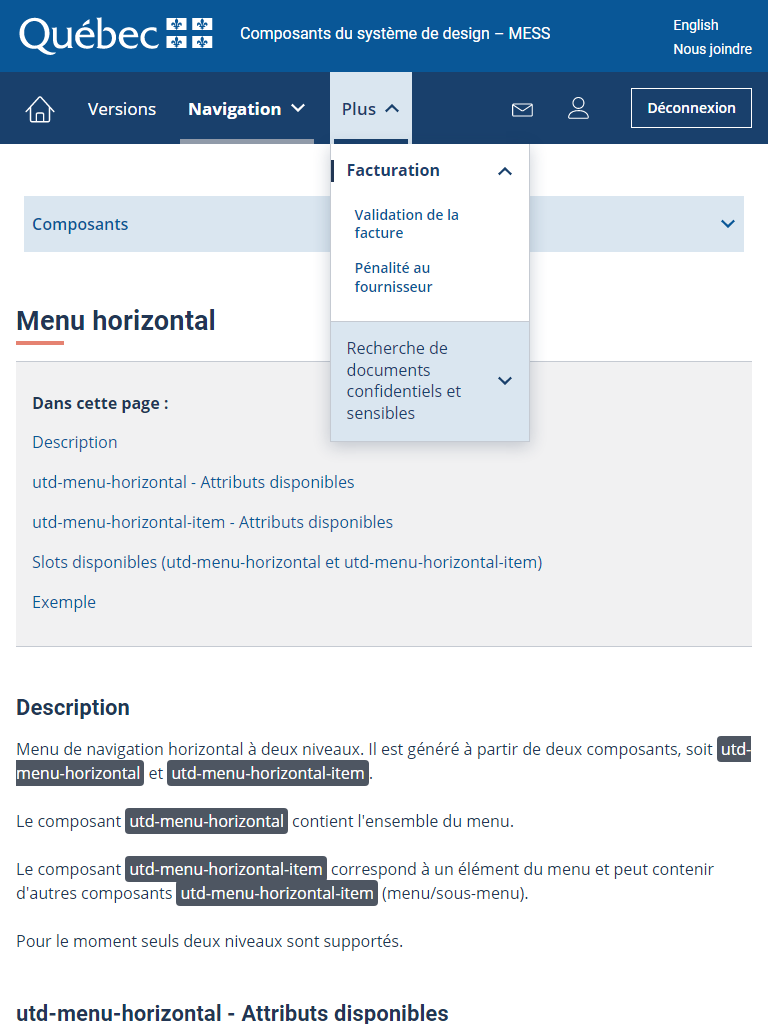 Québec
Composants du système de design – MESS
English
Nous joindre
Versions
Navigation
Plus
Déconnexion
Facturation
Validation de la
facture
Pénalité au
fournisseur
Recherche de
documents
confidentiels et
sensibles
Composants
Menu horizontal
Dans cette page :
Description
utd-menu-horizontal - Attributs disponibles
utd-menu-horizontal-item - Attributs disponibles
Slots disponibles (utd-menu-horizontal et utd-menu-horizontal-item)
Exemple
Description
Menu de navigation horizontal à deux niveaux. Il est généré à partir de deux composants, soit utd-
menu-horizontal et utd-menu-horizontal-item.
Le composant utd-menu-horizontal contient l'ensemble du menu.
Le composant utd-menu-horizontal-item correspond à un élément du menu et peut contenir
d'autres composants utd-menu-horizontal-item (menu/sous-menu).
Pour le moment seuls deux niveaux sont supportés.
utd-menu-horizontal - Attributs disponibles